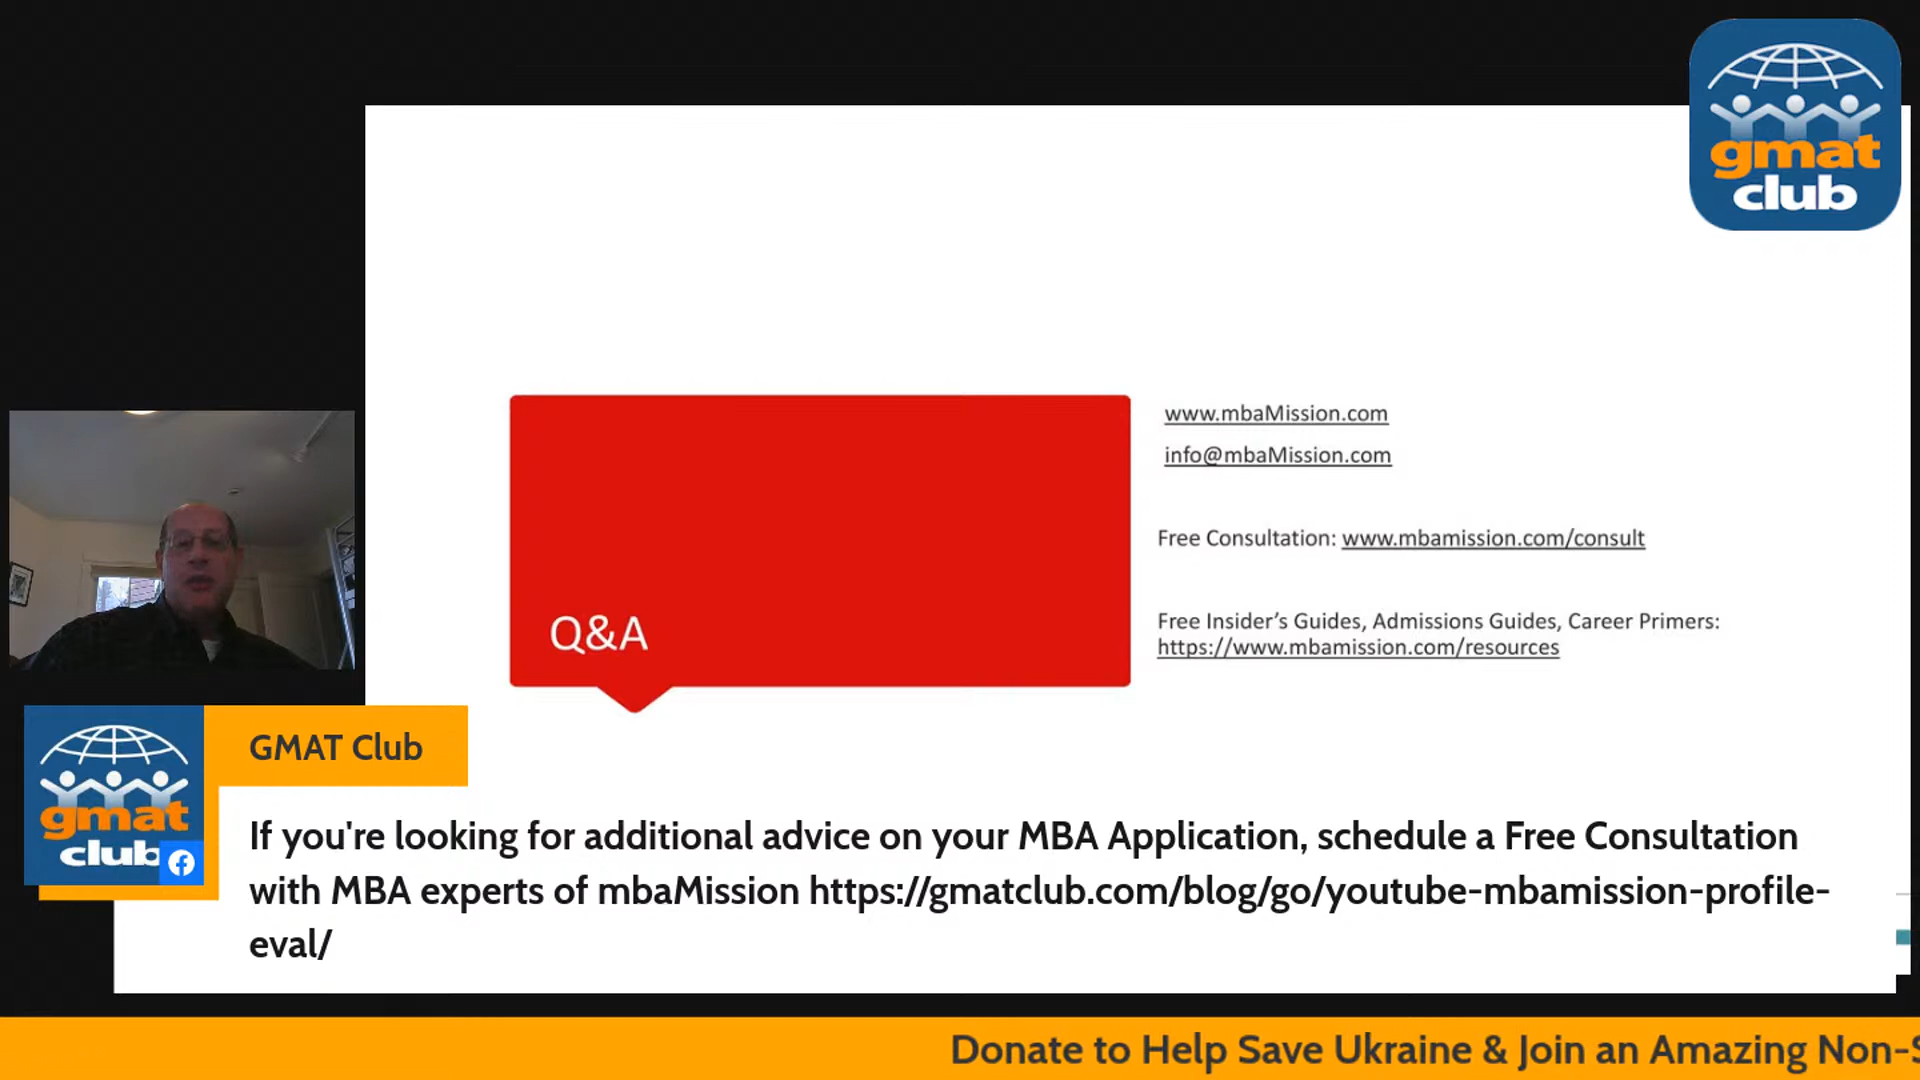 gmat
club
www.mbaMission.com
info@mbaMission.com
Free Consultation: www.mbamission.com/consult
Q&A
Free Insider’s Guides, Admissions Guides, Career Primers:
https://www.mbamission.com/resources
gmat
club
GMAT Club
If you're looking for additional advice on your MBA Application, schedule a Free Consultation
with MBA experts of mbaMission https://gmatclub.com/blog/go/youtube-mbamission-profile-
eval/
Donate to Help Save Ukraine & Join an Amazing Non-S